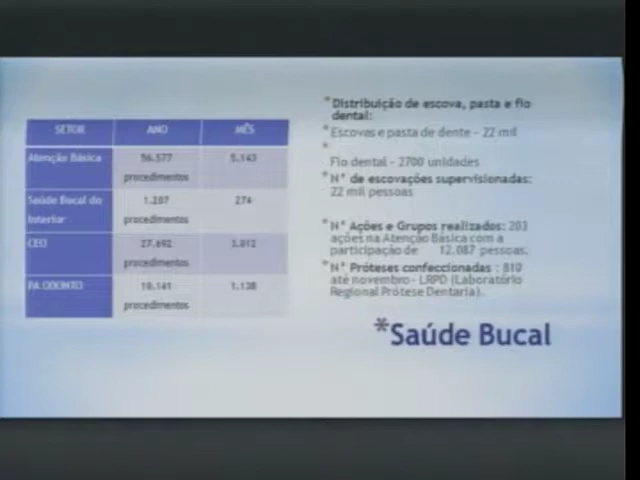 SETOR ANO MÊS
Atenção Básica 56.577 5.143
procedimentos
Saúde Bucal do 1.207 274
Interior procedimentos
CEO 27.692 3.012
procedimentos
PA ODONTO 10.141 1.128
procedimentos
*Distribuição de escova, pasta e fio
dental:
*Escovas e pasta de dente - 22 mil
*
Fio dental - 2700 unidades
*N° de escovações supervisionadas:
22 mil pessoas
*N° Ações e Grupos realizados: 203
ações na Atenção Básica com a
participação de 12.087 pessoas.
*N° Próteses confeccionadas : 810
até novembro - LRPD (Laboratório
Regional Prótese Dentaria).
*Saúde Bucal